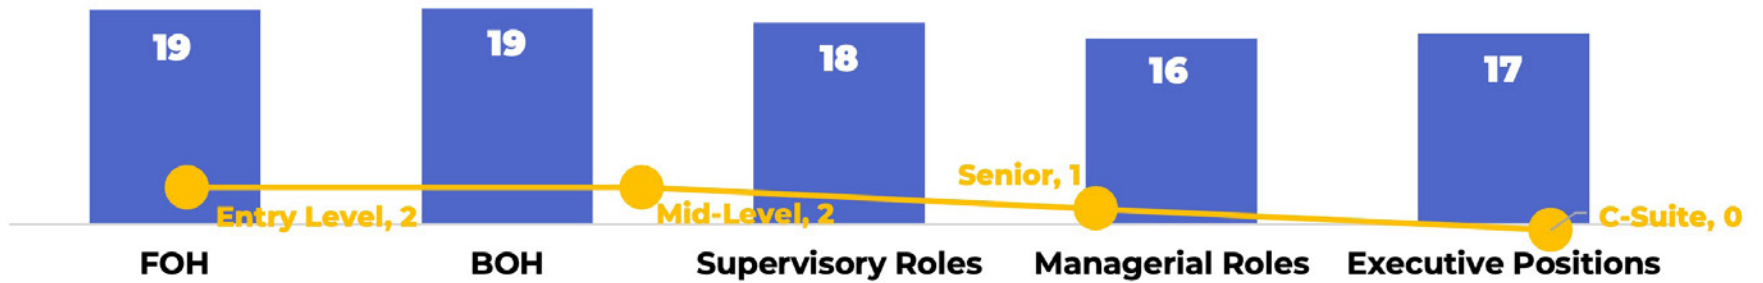 19
19
18
16
17
Senior, 1
Entry Level, 2
Mid-Level, 2
C-Suite, 0
FOH
BOH
Supervisory Roles
Managerial Roles
Executive Positions